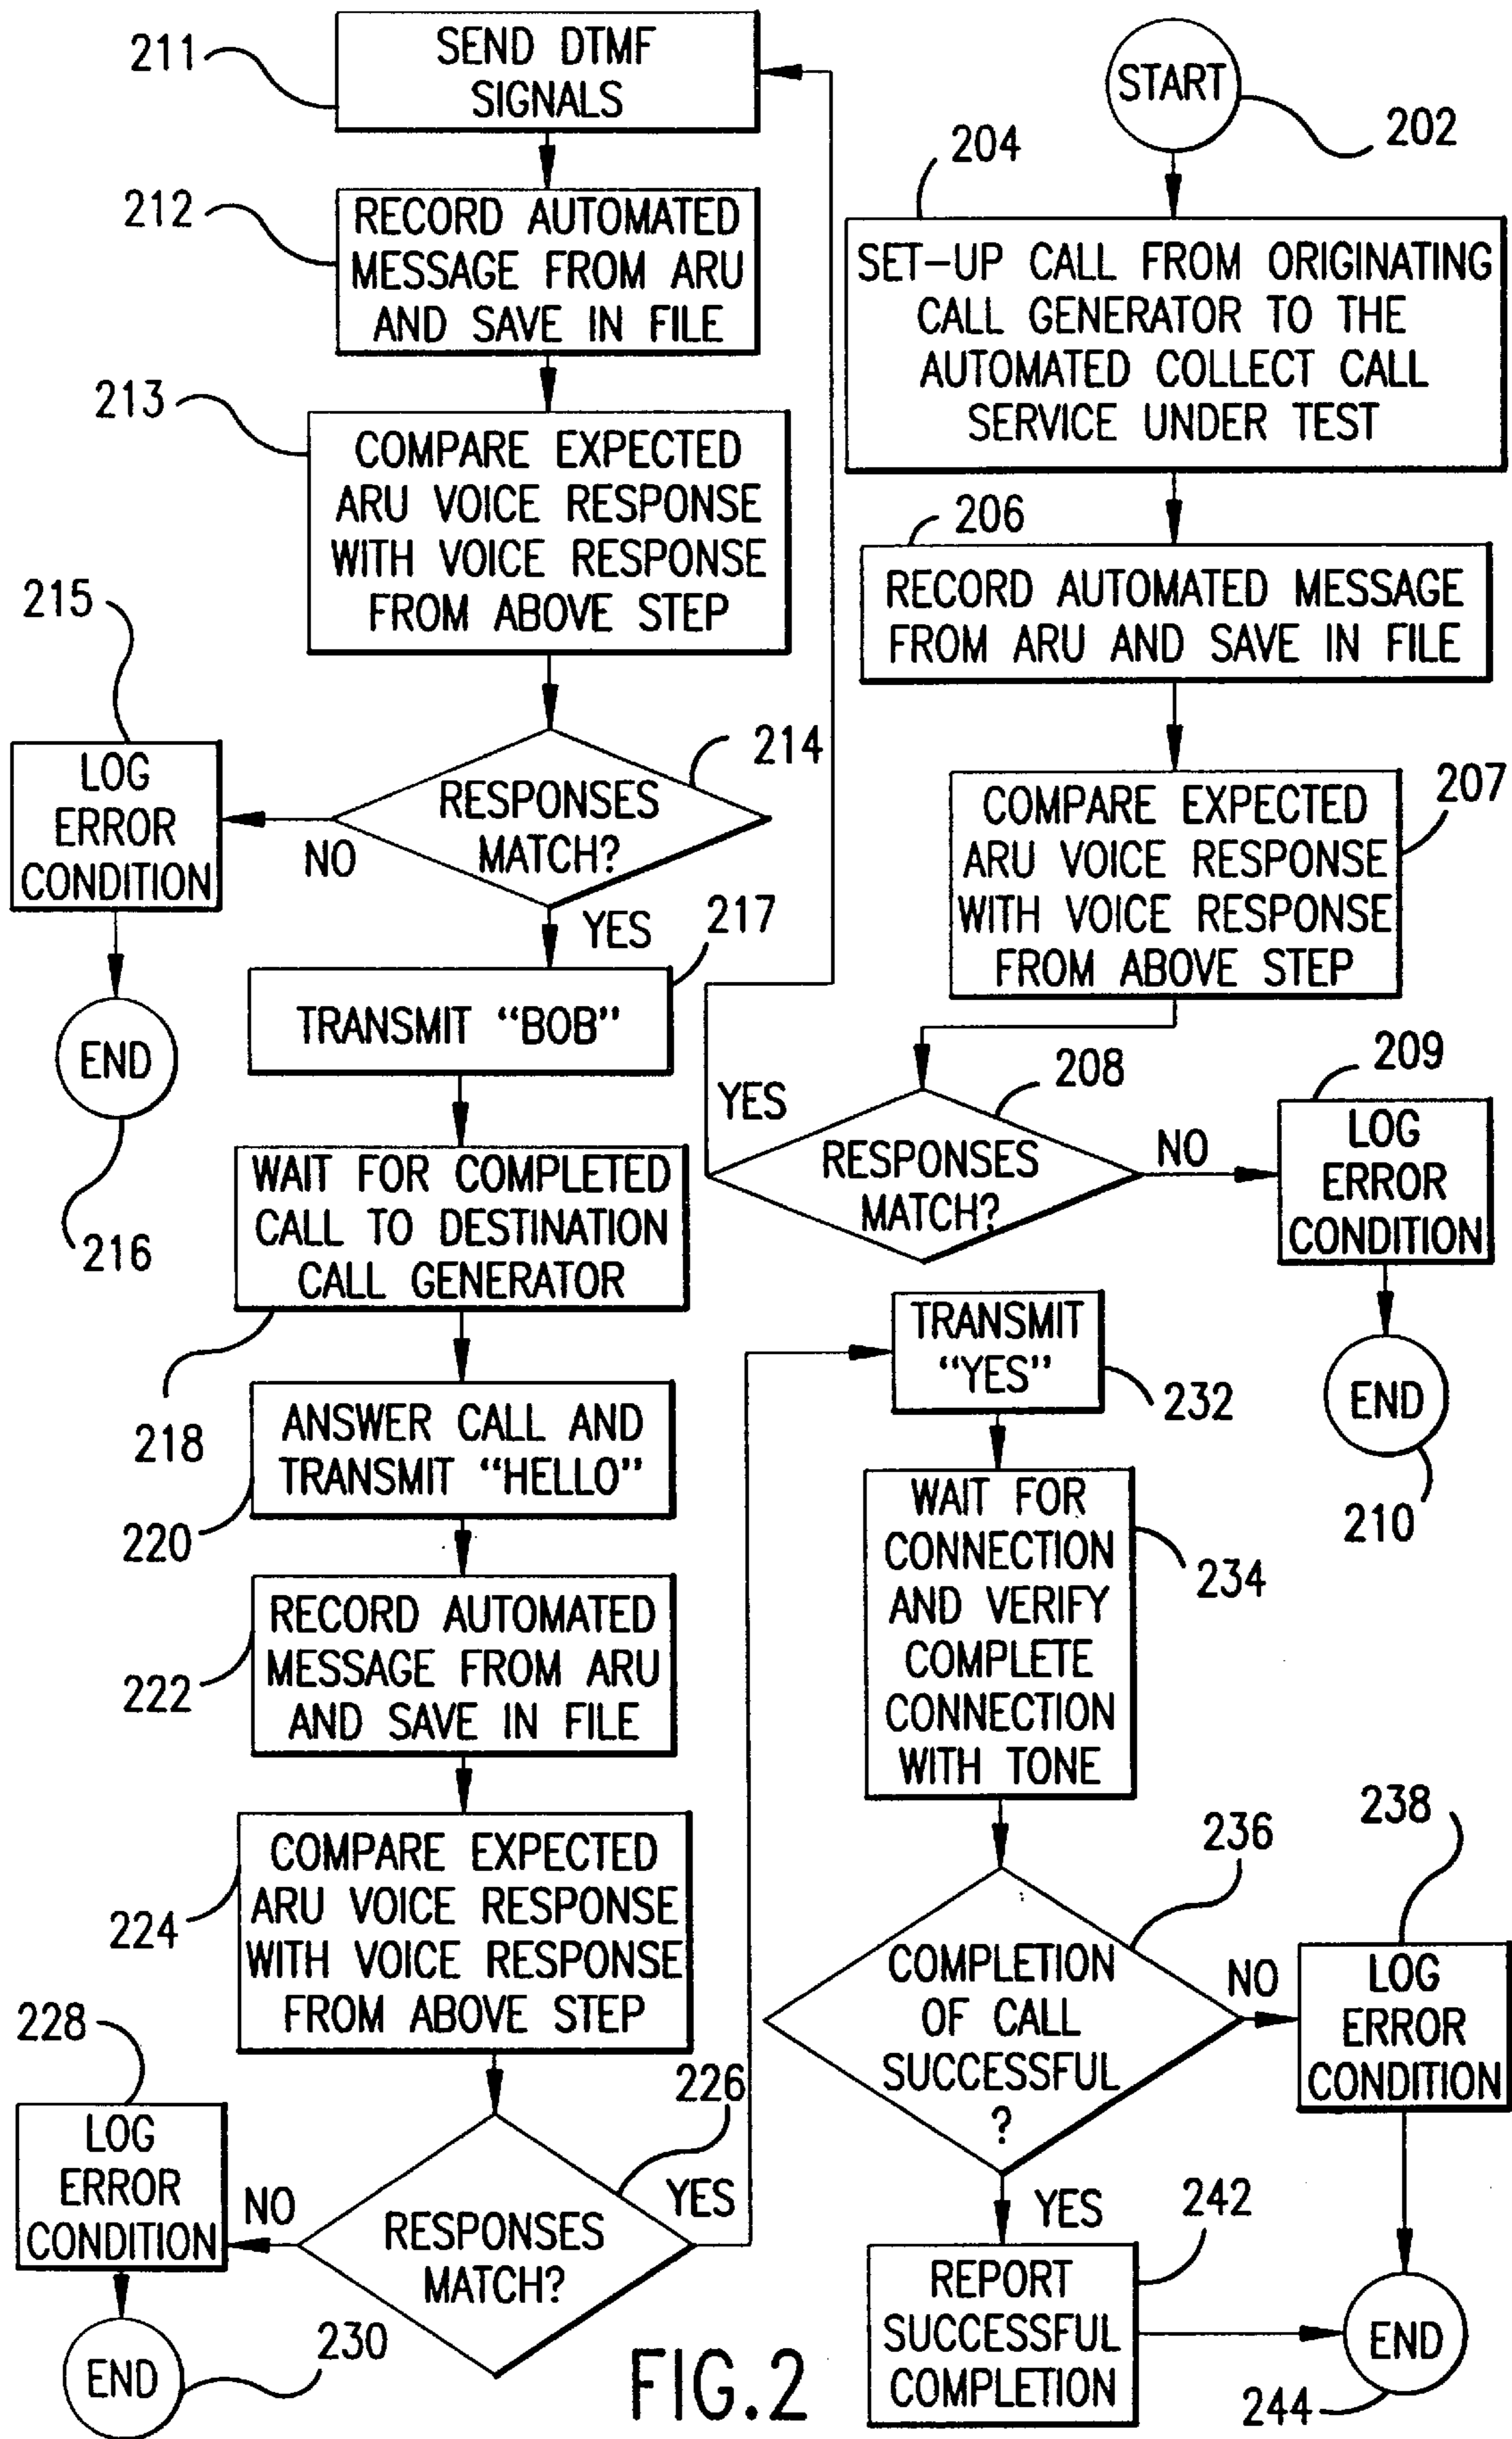 START
202
204
SET-UP CALL FROM ORIGINATING
CALL GENERATOR TO THE
AUTOMATED COLLECT CALL
SERVICE UNDER TEST
206
RECORD AUTOMATED MESSAGE
FROM ARU AND SAVE IN FILE
207
COMPARE EXPECTED
ARU VOICE RESPONSE
WITH VOICE RESPONSE
FROM ABOVE STEP
208
RESPONSES
MATCH?
NO
209
LOG
ERROR
CONDITION
END
210
YES
211
SEND DTMF
SIGNALS
212
RECORD AUTOMATED
MESSAGE FROM ARU
AND SAVE IN FILE
213
COMPARE EXPECTED
ARU VOICE RESPONSE
WITH VOICE RESPONSE
FROM ABOVE STEP
214
RESPONSES
MATCH?
NO
215
LOG
ERROR
CONDITION
END
216
YES
217
TRANSMIT “BOB”
WAIT FOR COMPLETED
CALL TO DESTINATION
CALL GENERATOR
218
ANSWER CALL AND
TRANSMIT “HELLO”
220
RECORD AUTOMATED
MESSAGE FROM ARU
AND SAVE IN FILE
222
COMPARE EXPECTED
ARU VOICE RESPONSE
WITH VOICE RESPONSE
FROM ABOVE STEP
224
226
RESPONSES
MATCH?
NO
228
LOG
ERROR
CONDITION
END
230
YES
TRANSMIT
“YES”
232
WAIT FOR
CONNECTION
AND VERIFY
COMPLETE
CONNECTION
WITH TONE
234
236
COMPLETION
OF CALL
SUCCESSFUL
?
NO
238
LOG
ERROR
CONDITION
YES
242
REPORT
SUCCESSFUL
COMPLETION
END
244
FIG.2